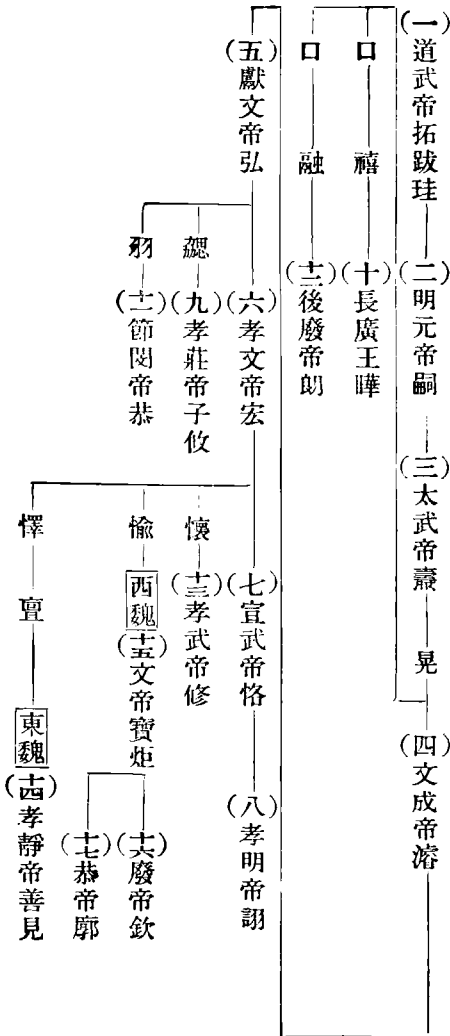 (一)道武帝拓跋珪 (二)明元帝嗣 (三)太武帝燾 晃 (四)文成帝濬
口 禧 (十)長廣王曄
口 融 (十二)後廢帝朗
(五)獻文帝弘 (六)孝文帝宏 (七)宣武帝恪 (八)孝明帝詡
勰 (九)孝莊帝子攸
羽 (十一)節閔帝恭
懷 (十三)孝武帝修
愉 西魏 (十五)文帝寶炬 (十六)廢帝欽
(十七)恭帝廓
懌 亶 東魏 (十四)孝靜帝善見